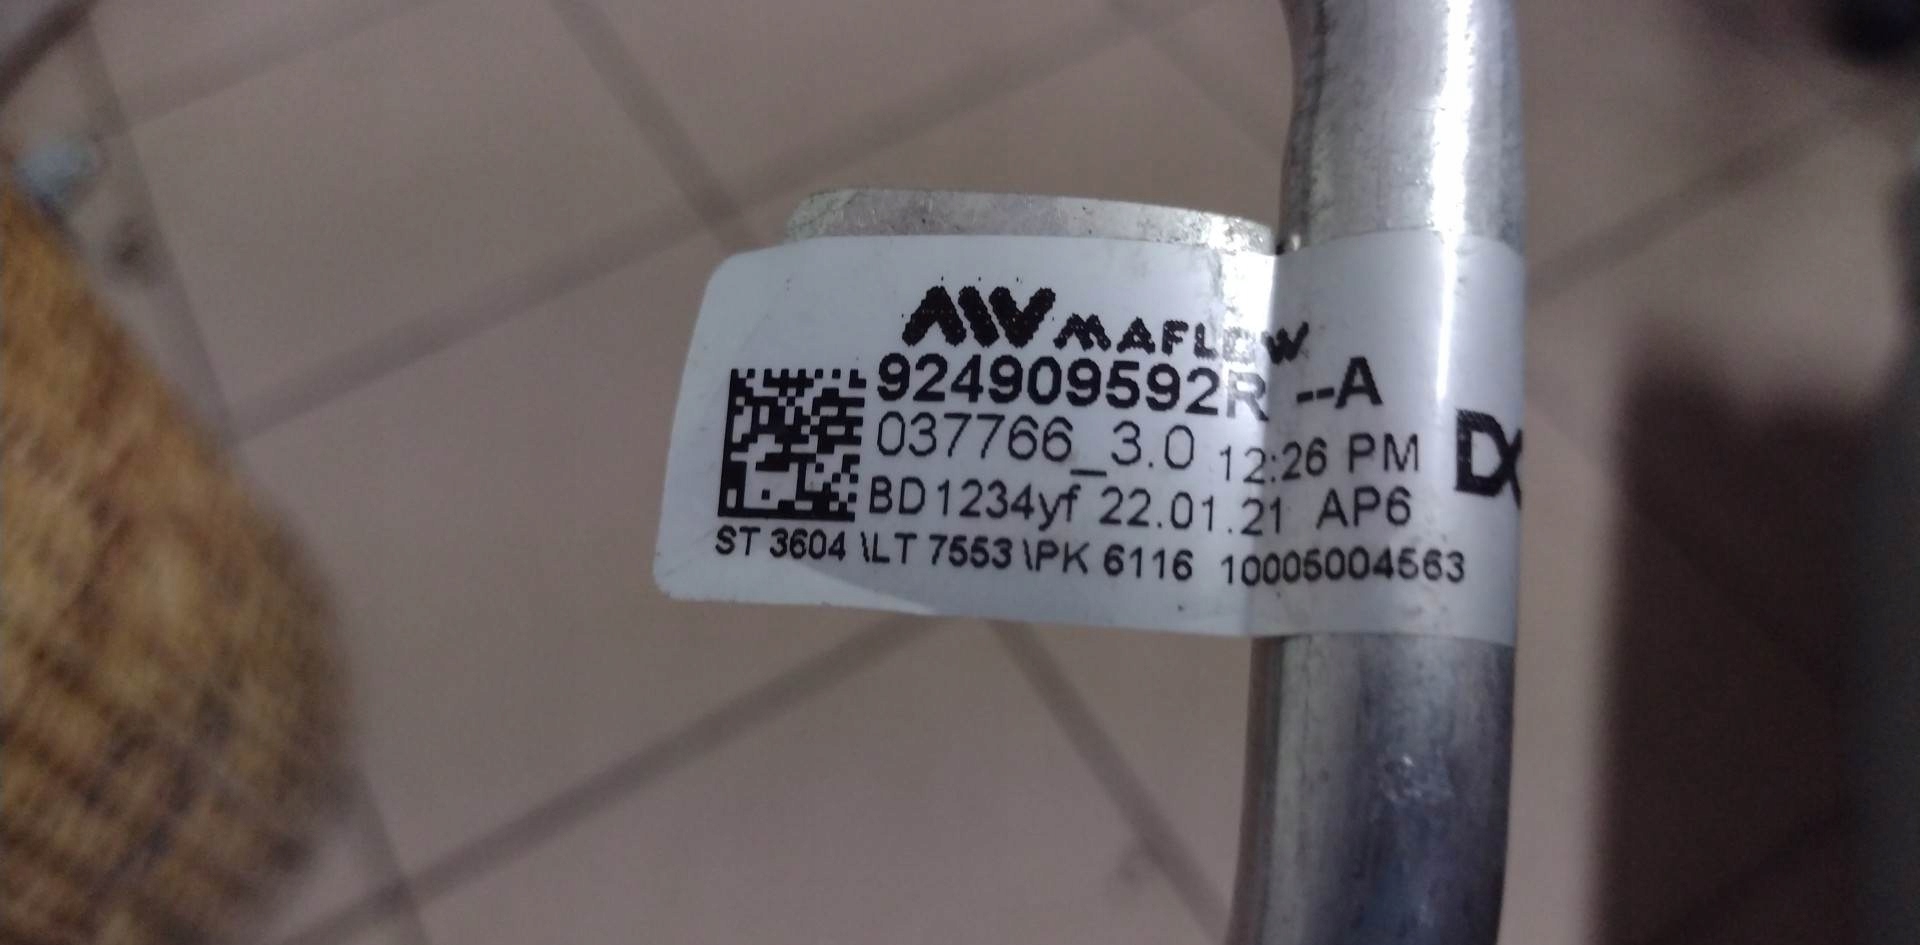 MAFLOW
924909592R --A
037766_3.0 12:26 PM
BD1234yf 22.01.21 AP6
ST 3604 \LT 7553 \PK 6116 10005004563